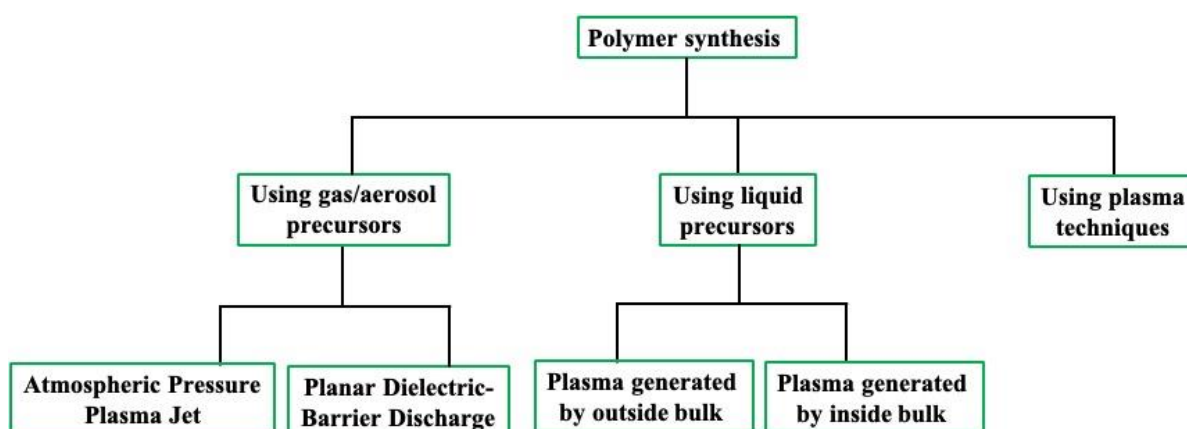 Polymer synthesis
Using gas/aerosol
precursors
Using liquid
precursors
Using plasma
techniques
Atmospheric Pressure
Plasma Jet
Planar Dielectric-
Barrier Discharge
Plasma generated
by outside bulk
Plasma generated
by inside bulk